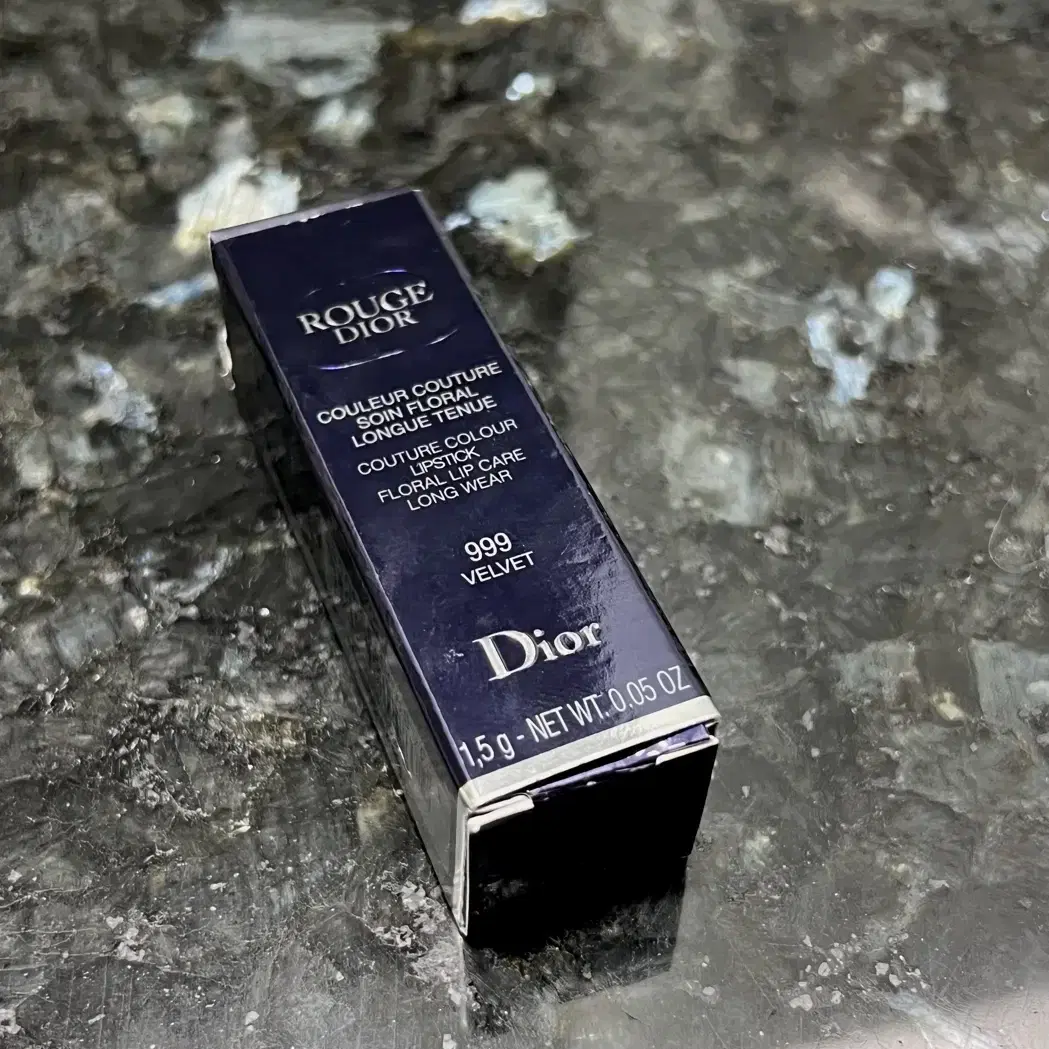 ROUGE
DIOR
COULEUR COUTURE
SOIN FLORAL
LONGUE TENUE
COUTURE COLOUR
LIPSTICK
FLORAL LIP CARE
LONG WEAR
999
VELVET
Dior
1,5 g - NET WT. 0.05 OZ